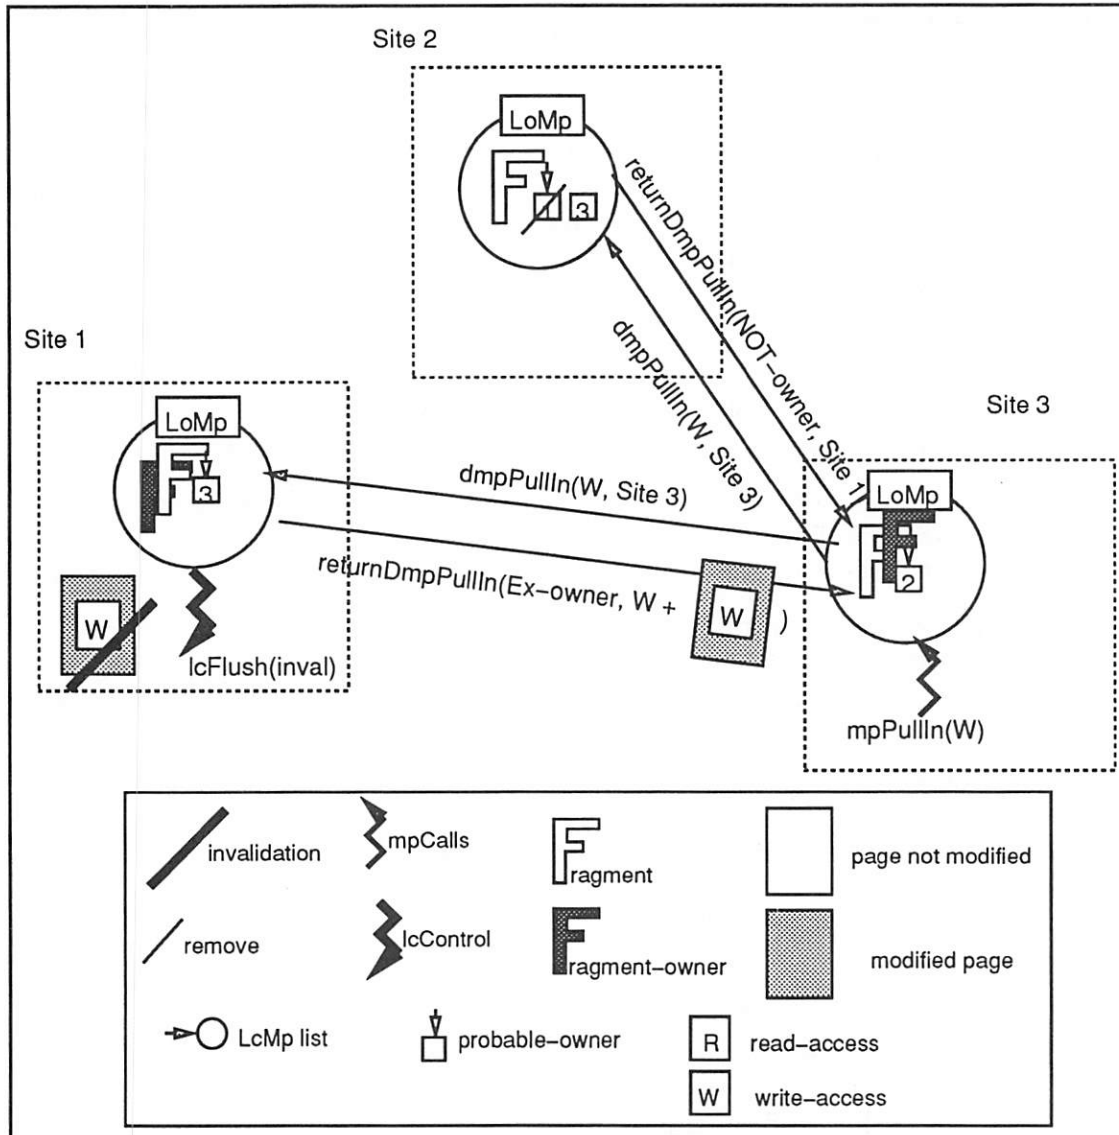 Site 2
LoMp
F
1 3
returnDmpPullIn(NOT-owner, Site 1
dmpPullIn(W, Site 3)
Site 1
LoMp
F
3
W
lcFlush(inval)
dmpPullIn(W, Site 3)
returnDmpPullIn(Ex-owner, W + W )
Site 3
LoMp
F
2
mpPullIn(W)
invalidation
mpCalls
Fragment
page not modified
remove
lcControl
Fragment-owner
modified page
LcMp list
probable-owner
R read-access
W write-access